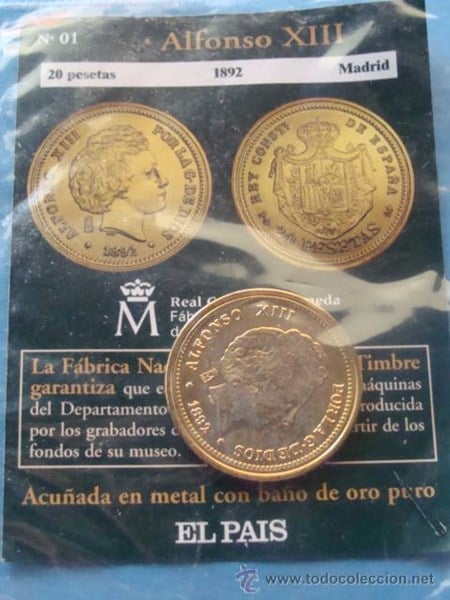 Nº 01 Alfonso XIII
20 pesetas 1892 Madrid
ALFONSO XIII POR LA G. DE DIOS
· 1892 ·
REY CONST. DE ESPAÑA
20 PESETAS
M
Real
Fáb
d
La Fábrica Na Timbre
garantiza que e máquinas
del Departamento roducida
por los grabadores d rtir de los
fondos de su museo.
ALFONSO XIII
POR LA G. DE DIOS
1892
Acuñada en metal con baño de oro puro
EL PAIS
© www.todocoleccion.net